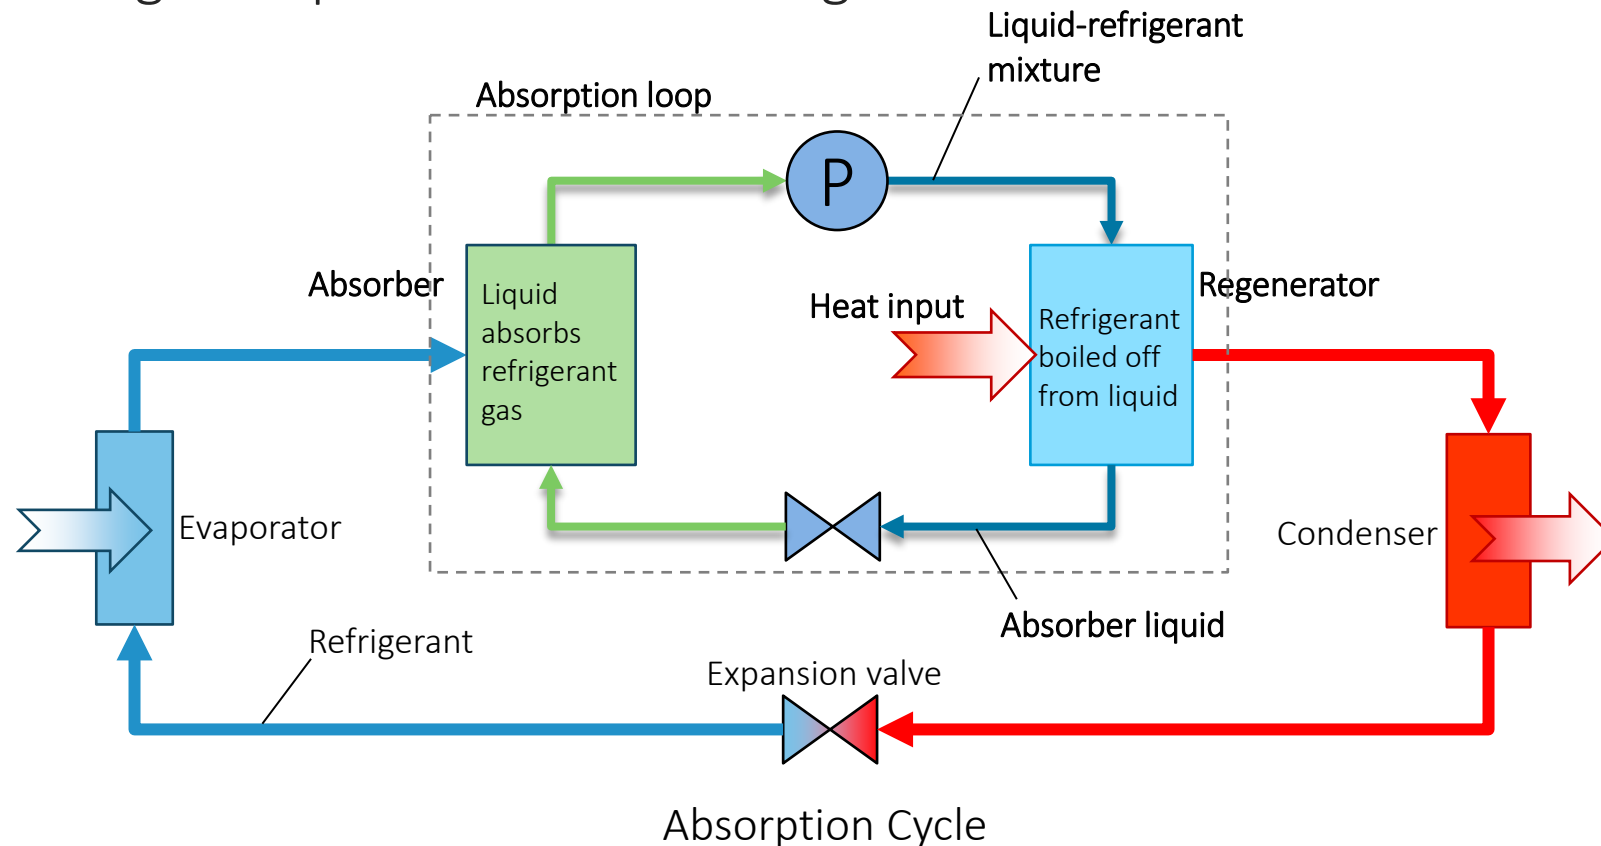 Liquid-refrigerant
mixture
Absorption loop
P
Absorber
Liquid
absorbs
refrigerant
gas
Heat input
Regenerator
Refrigerant
boiled off
from liquid
Evaporator
Condenser
Absorber liquid
Refrigerant
Expansion valve
Absorption Cycle